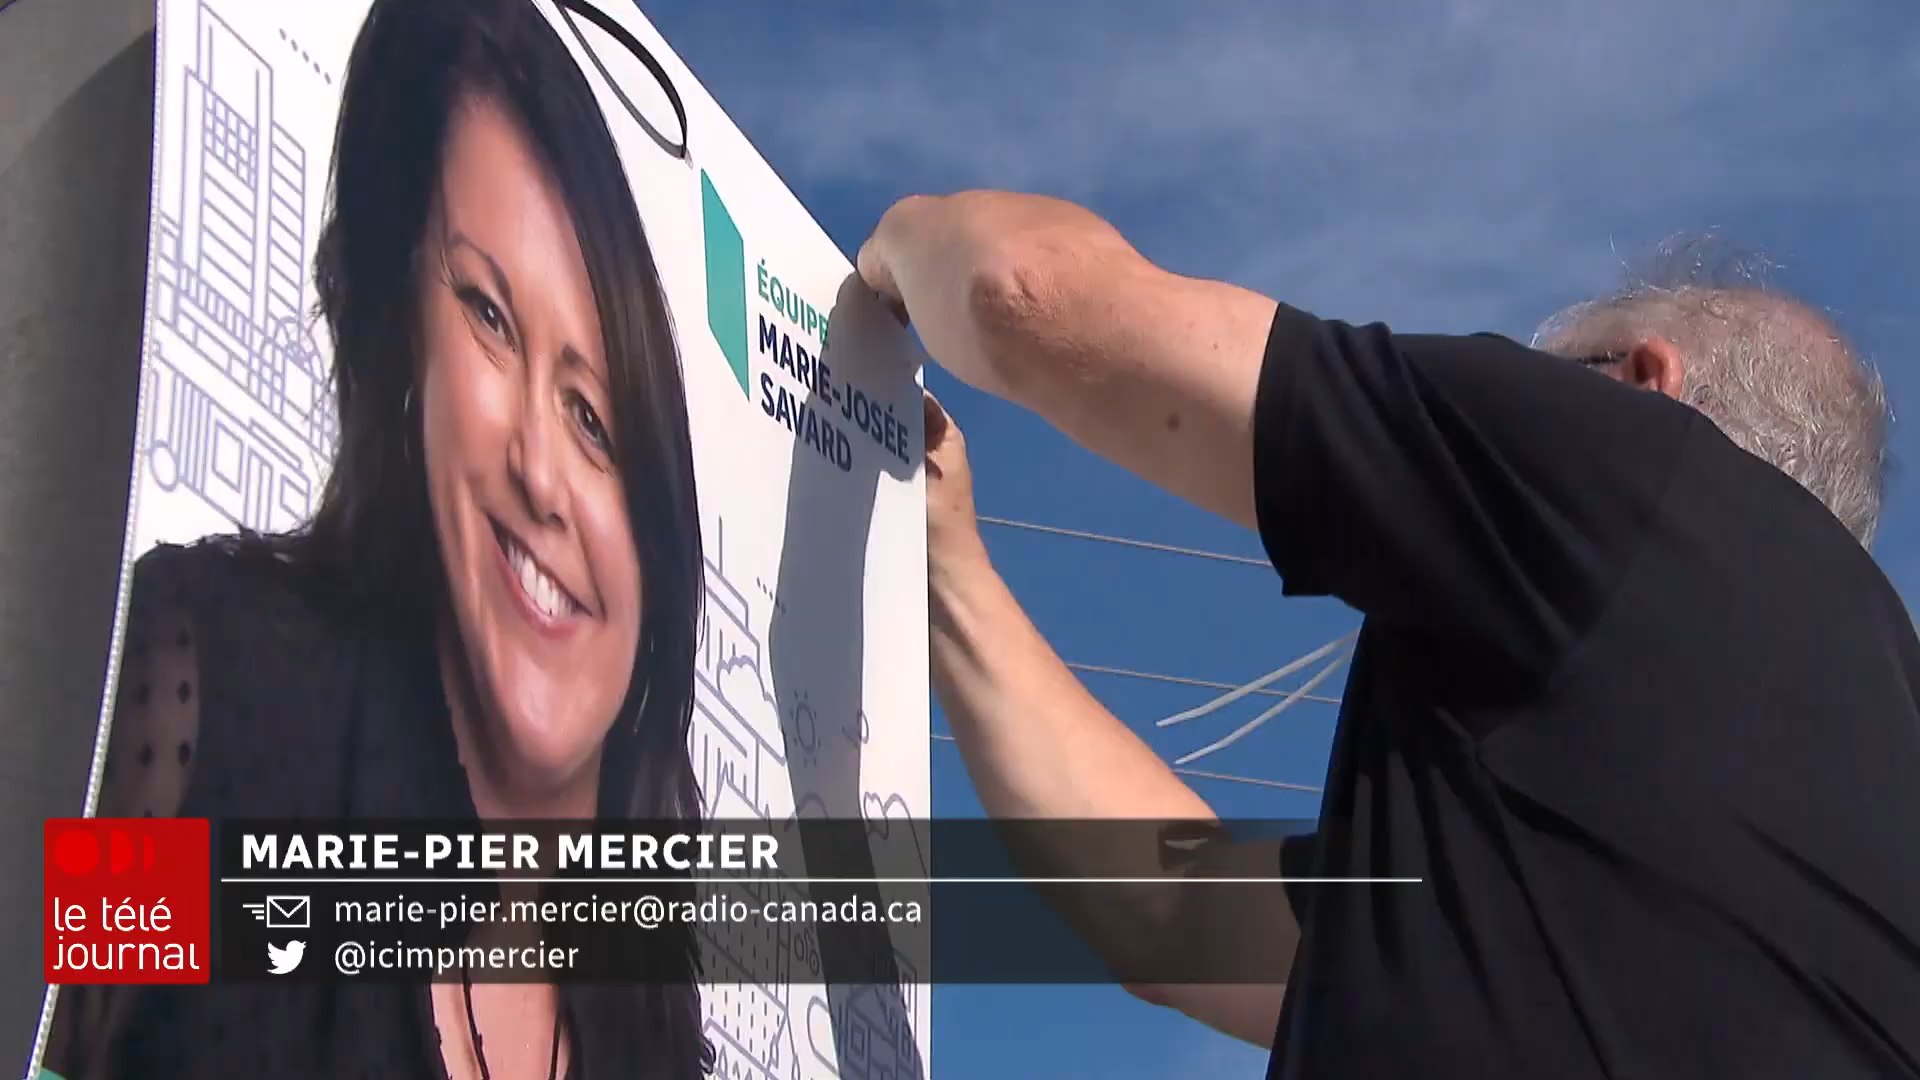 ÉQUIPE
MARIE-JOSÉE
SAVARD
MARIE-PIER MERCIER
le télé
journal
marie-pier.mercier@radio-canada.ca
@icimpmercier